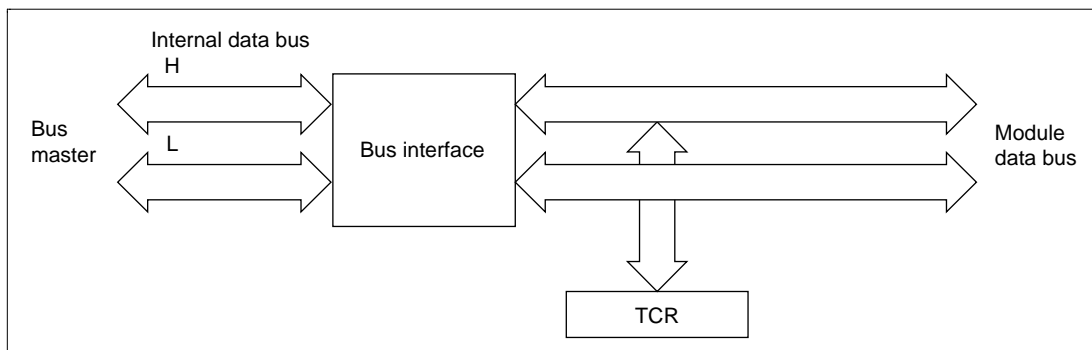 Internal data bus
H
Bus
master
L
Bus interface
Module
data bus
TCR